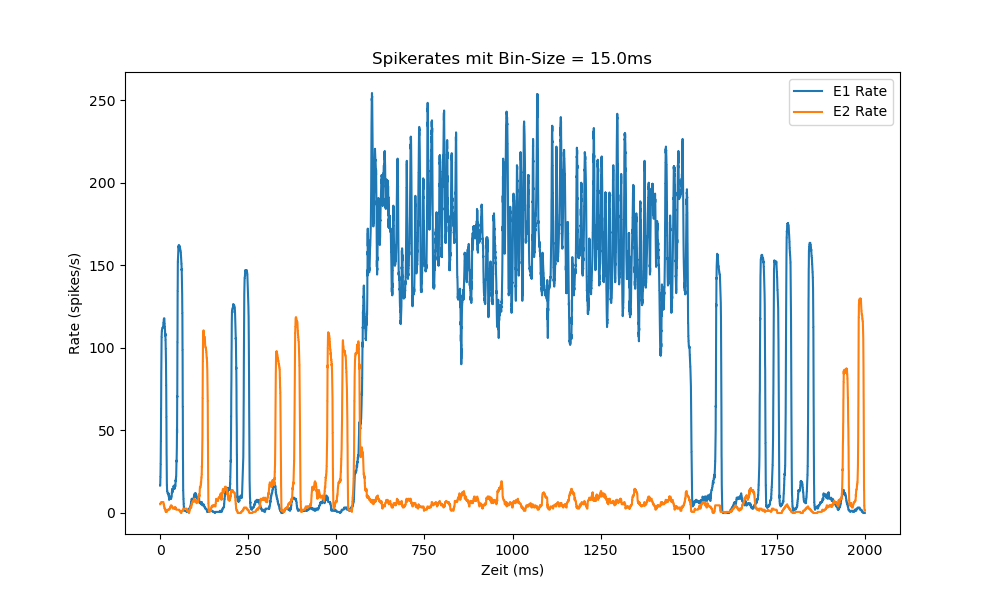 Spikerates mit Bin-Size = 15.0ms
E1 Rate
E2 Rate
250
200
150
100
50
0
Rate (spikes/s)
0 250 500 750 1000 1250 1500 1750 2000
Zeit (ms)